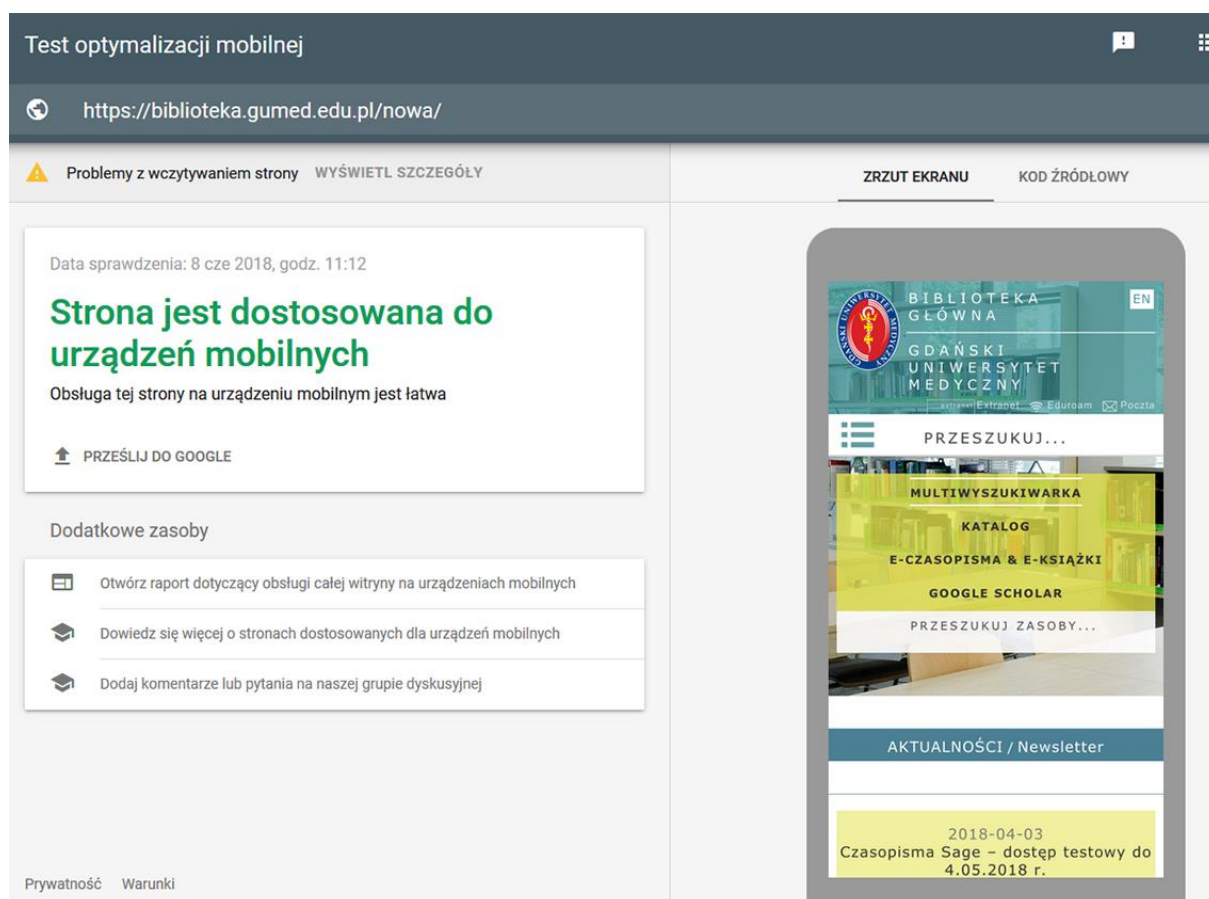 Test optymalizacji mobilnej
https://biblioteka.gumed.edu.pl/nowa/
Problemy z wczytywaniem strony WYŚWIETL SZCZEGÓŁY
ZRZUT EKRANU KOD ŹRÓDŁOWY
Data sprawdzenia: 8 cze 2018, godz. 11:12
Strona jest dostosowana do
urządzeń mobilnych
Obsługa tej strony na urządzeniu mobilnym jest łatwa
PRZEŚLIJ DO GOOGLE
Dodatkowe zasoby
Otwórz raport dotyczący obsługi całej witryny na urządzeniach mobilnych
Dowiedz się więcej o stronach dostosowanych dla urządzeń mobilnych
Dodaj komentarze lub pytania na naszej grupie dyskusyjnej
Prywatność Warunki
GDAŃSKI UNIWERSYTET MEDYCZNY
BIBLIOTEKA
GŁÓWNA
EN
GDAŃSKI
UNIWERSYTET
MEDYCZNY
extranet Extranet Eduroam Poczta
PRZESZUKUJ...
MULTIWYSZUKIWARKA
KATALOG
E-CZASOPISMA & E-KSIĄŻKI
GOOGLE SCHOLAR
PRZESZUKUJ ZASOBY...
AKTUALNOŚCI / Newsletter
2018-04-03
Czasopisma Sage – dostęp testowy do
4.05.2018 r.